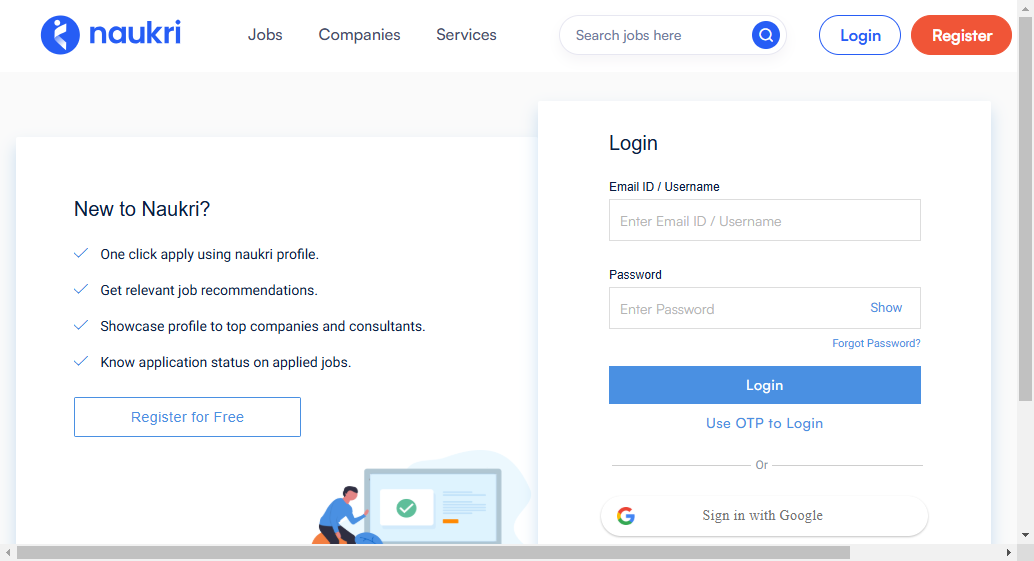 naukri
Jobs
Companies
Services
Search jobs here
Login
Register
New to Naukri?
One click apply using naukri profile.
Get relevant job recommendations.
Showcase profile to top companies and consultants.
Know application status on applied jobs.
Register for Free
Login
Email ID / Username
Enter Email ID / Username
Password
Enter Password
Show
Forgot Password?
Login
Use OTP to Login
Or
Sign in with Google